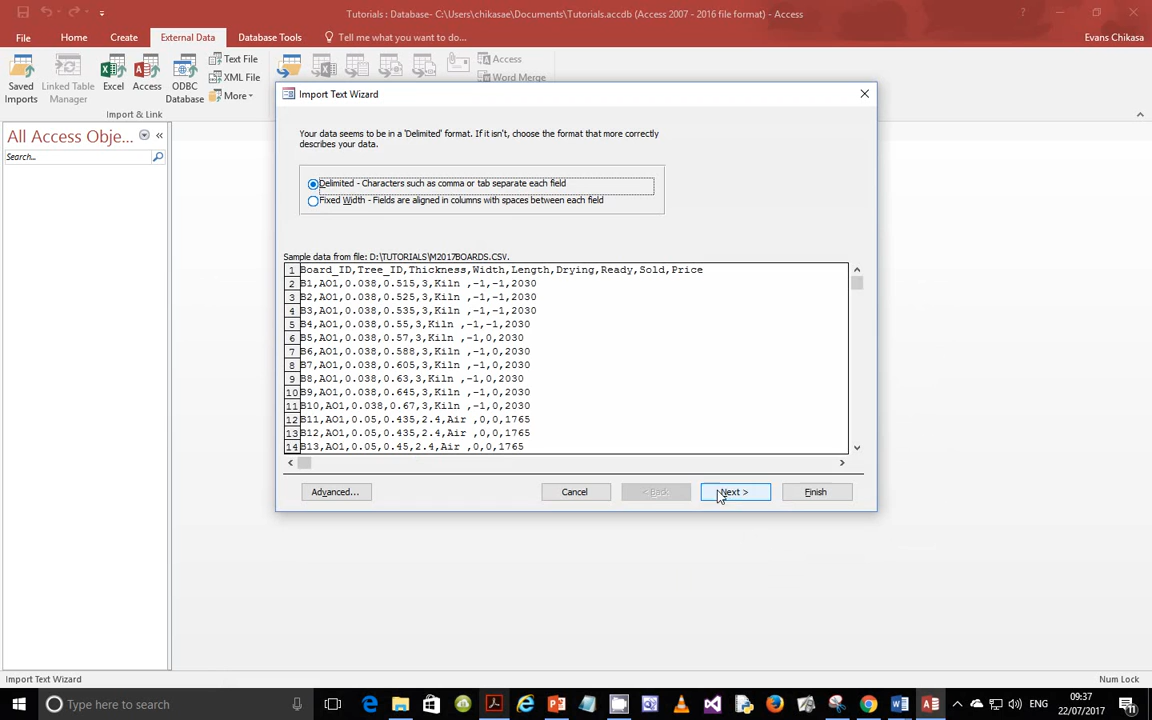 Tutorials : Database- C:\Users\chikasae\Documents\Tutorials.accdb (Access 2007 - 2016 file format) - Access
File Home Create External Data Database Tools Tell me what you want to do... Evans Chikasa
Saved Imports
Linked Table Manager
Excel
Access
ODBC Database
Text File
XML File
More
Access
Word Merge
Import & Link
All Access Obje...
Search...
Import Text Wizard
Your data seems to be in a 'Delimited' format. If it isn't, choose the format that more correctly
describes your data.
Delimited - Characters such as comma or tab separate each field
Fixed Width - Fields are aligned in columns with spaces between each field
Sample data from file: D:\TUTORIALS\M2017BOARDS.CSV.
1 Board_ID,Tree_ID,Thickness,Width,Length,Drying,Ready,Sold,Price
2 B1,AO1,0.038,0.515,3,Kiln ,-1,-1,2030
3 B2,AO1,0.038,0.525,3,Kiln ,-1,-1,2030
4 B3,AO1,0.038,0.535,3,Kiln ,-1,-1,2030
5 B4,AO1,0.038,0.55,3,Kiln ,-1,-1,2030
6 B5,AO1,0.038,0.57,3,Kiln ,-1,0,2030
7 B6,AO1,0.038,0.588,3,Kiln ,-1,0,2030
8 B7,AO1,0.038,0.605,3,Kiln ,-1,0,2030
9 B8,AO1,0.038,0.63,3,Kiln ,-1,0,2030
10 B9,AO1,0.038,0.645,3,Kiln ,-1,0,2030
11 B10,AO1,0.038,0.67,3,Kiln ,-1,0,2030
12 B11,AO1,0.05,0.435,2.4,Air ,0,0,1765
13 B12,AO1,0.05,0.435,2.4,Air ,0,0,1765
14 B13,AO1,0.05,0.45,2.4,Air ,0,0,1765
Advanced... Cancel < Back Next > Finish
Import Text Wizard Num Lock
Type here to search ENG 09:37
22/07/2017